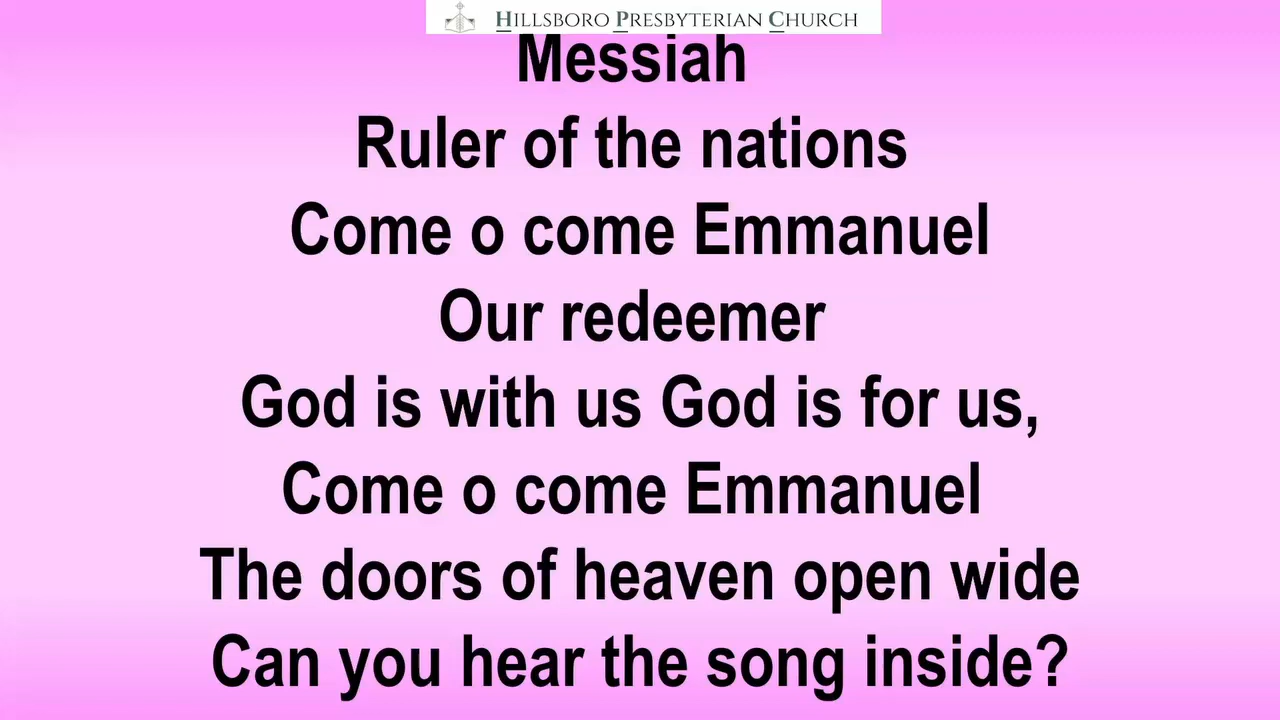 Hillsboro Presbyterian Church
Messiah
Ruler of the nations
Come o come Emmanuel
Our redeemer
God is with us God is for us,
Come o come Emmanuel
The doors of heaven open wide
Can you hear the song inside?